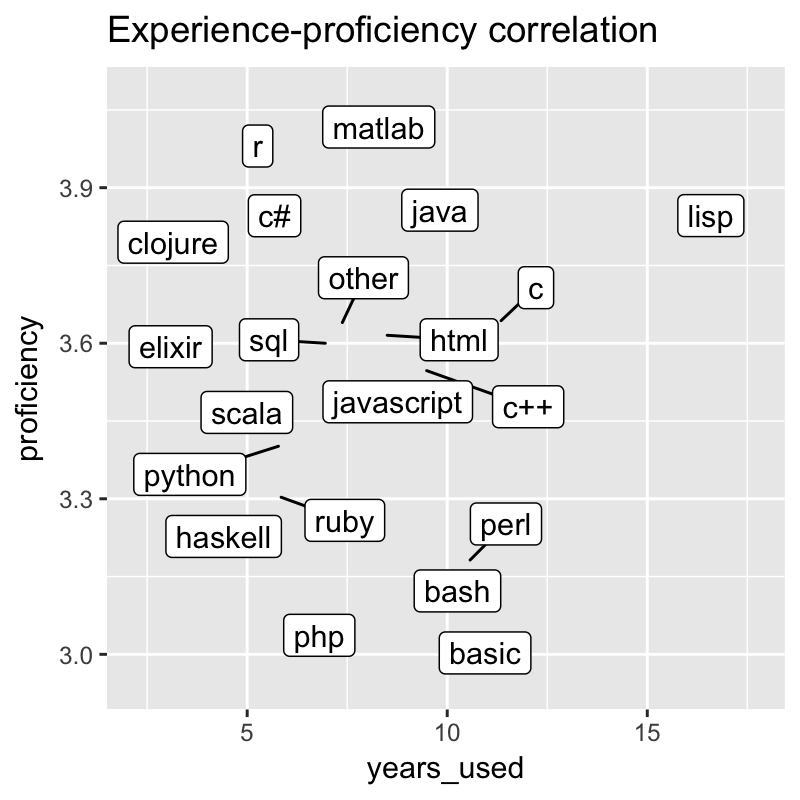 Experience-proficiency correlation
matlab
r
3.9
c#
java
lisp
clojure
other
c
3.6
elixir
sql
html
javascript
c++
scala
python
3.3
haskell
ruby
perl
bash
php
basic
3.0
proficiency
5
10
15
years_used